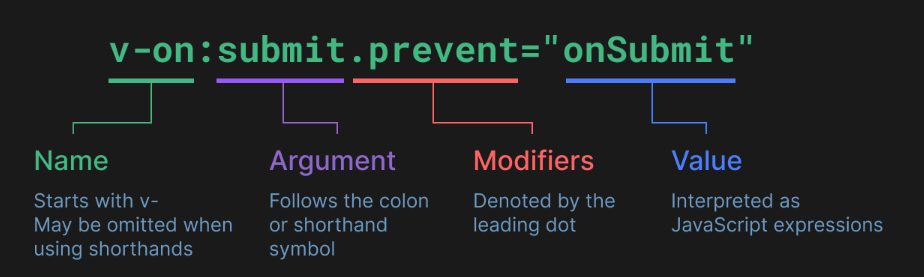 v-on:submit.prevent="onSubmit"
Name
Starts with v-
May be omitted when
using shorthands
Argument
Follows the colon
or shorthand
symbol
Modifiers
Denoted by the
leading dot
Value
Interpreted as
JavaScript expressions